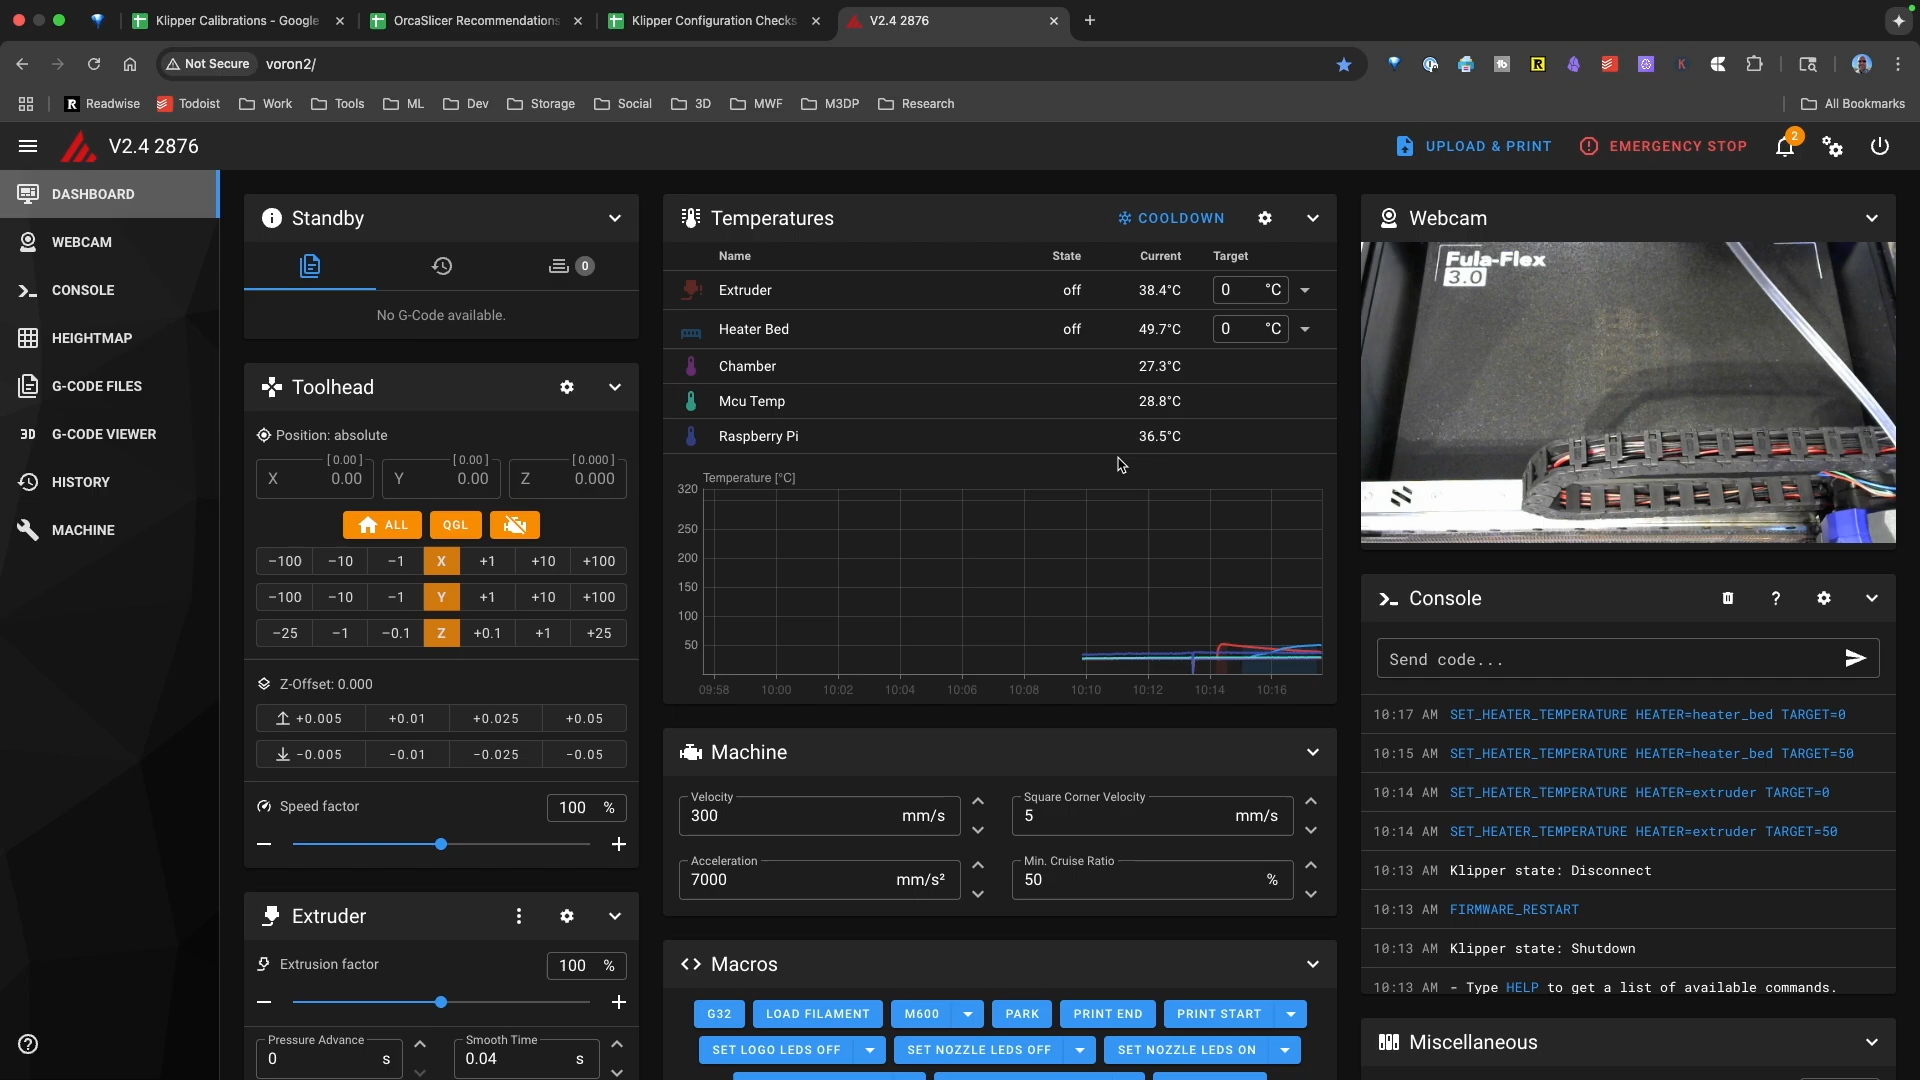 Klipper Calibrations - Google
OrcaSlicer Recommendations
Klipper Configuration Checks
V2.4 2876
Not Secure
voron2/
Readwise
Todoist
Work
Tools
ML
Dev
Storage
Social
3D
MWF
M3DP
Research
All Bookmarks
V2.4 2876
UPLOAD & PRINT
EMERGENCY STOP
2
DASHBOARD
WEBCAM
CONSOLE
HEIGHTMAP
G-CODE FILES
3D G-CODE VIEWER
HISTORY
MACHINE
Standby
0
No G-Code available.
Toolhead
Position: absolute
[ 0.00 ] [ 0.00 ] [ 0.000 ]
X 0.00 Y 0.00 Z 0.000
ALL QGL
−100 −10 −1 X +1 +10 +100
−100 −10 −1 Y +1 +10 +100
−25 −1 −0.1 Z +0.1 +1 +25
Z-Offset: 0.000
+0.005 +0.01 +0.025 +0.05
−0.005 −0.01 −0.025 −0.05
Speed factor 100 %
Extruder
Extrusion factor 100 %
Pressure Advance Smooth Time
0 s 0.04 s
Temperatures
COOLDOWN
Name State Current Target
Extruder off 38.4°C 0 °C
Heater Bed off 49.7°C 0 °C
Chamber 27.3°C
Mcu Temp 28.8°C
Raspberry Pi 36.5°C
Temperature [°C]
320
250
200
150
100
50
09:58 10:00 10:02 10:04 10:06 10:08 10:10 10:12 10:14 10:16
Machine
Velocity Square Corner Velocity
300 mm/s 5 mm/s
Acceleration Min. Cruise Ratio
7000 mm/s² 50 %
Macros
G32 LOAD FILAMENT M600 PARK PRINT END PRINT START
SET LOGO LEDS OFF SET NOZZLE LEDS OFF SET NOZZLE LEDS ON
Webcam
Fula-Flex
3.0
Console
Send code...
10:17 AM SET_HEATER_TEMPERATURE HEATER=heater_bed TARGET=0
10:15 AM SET_HEATER_TEMPERATURE HEATER=heater_bed TARGET=50
10:14 AM SET_HEATER_TEMPERATURE HEATER=extruder TARGET=0
10:14 AM SET_HEATER_TEMPERATURE HEATER=extruder TARGET=50
10:13 AM Klipper state: Disconnect
10:13 AM FIRMWARE_RESTART
10:13 AM Klipper state: Shutdown
10:13 AM - Type HELP to get a list of available commands.
Miscellaneous